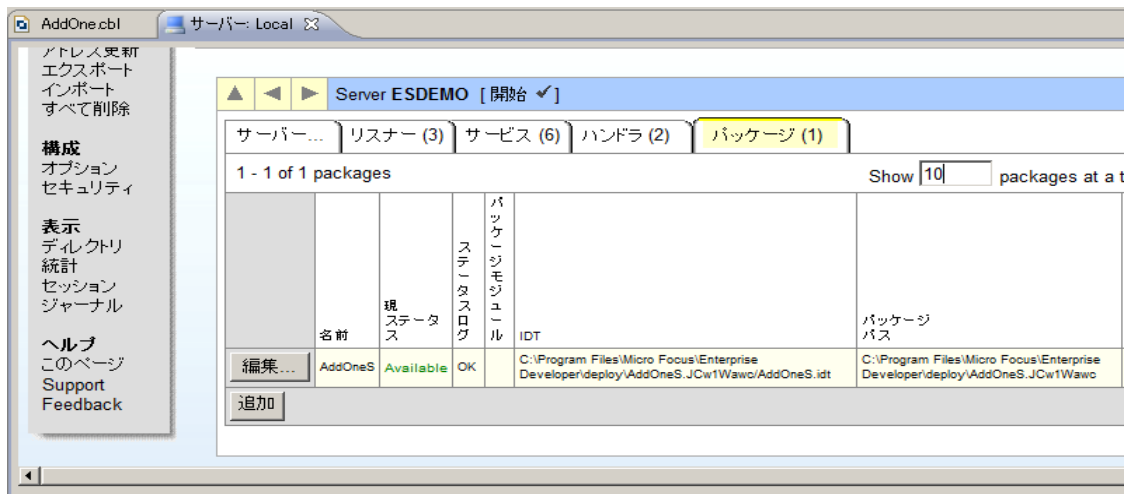 AddOne.cbl
サーバー: Local
アドレス更新
エクスポート
インポート
すべて削除
構成
オプション
セキュリティ
表示
ディレクトリ
統計
セッション
ジャーナル
ヘルプ
このページ
Support
Feedback
Server ESDEMO [ 開始 ✔ ]
サーバー... リスナー (3) サービス (6) ハンドラ (2) パッケージ (1)
1 - 1 of 1 packages
Show 10 packages at a t
名前
現
ステータ
ス
ステータスログ
パッケージモジュール
IDT
パッケージ
パス
編集...
AddOneS
Available
OK
C:\Program Files\Micro Focus\Enterprise
Developer\deploy\AddOneS.JCw1Wawc/AddOneS.idt
C:\Program Files\Micro Focus\Enterprise
Developer\deploy\AddOneS.JCw1Wawc
追加